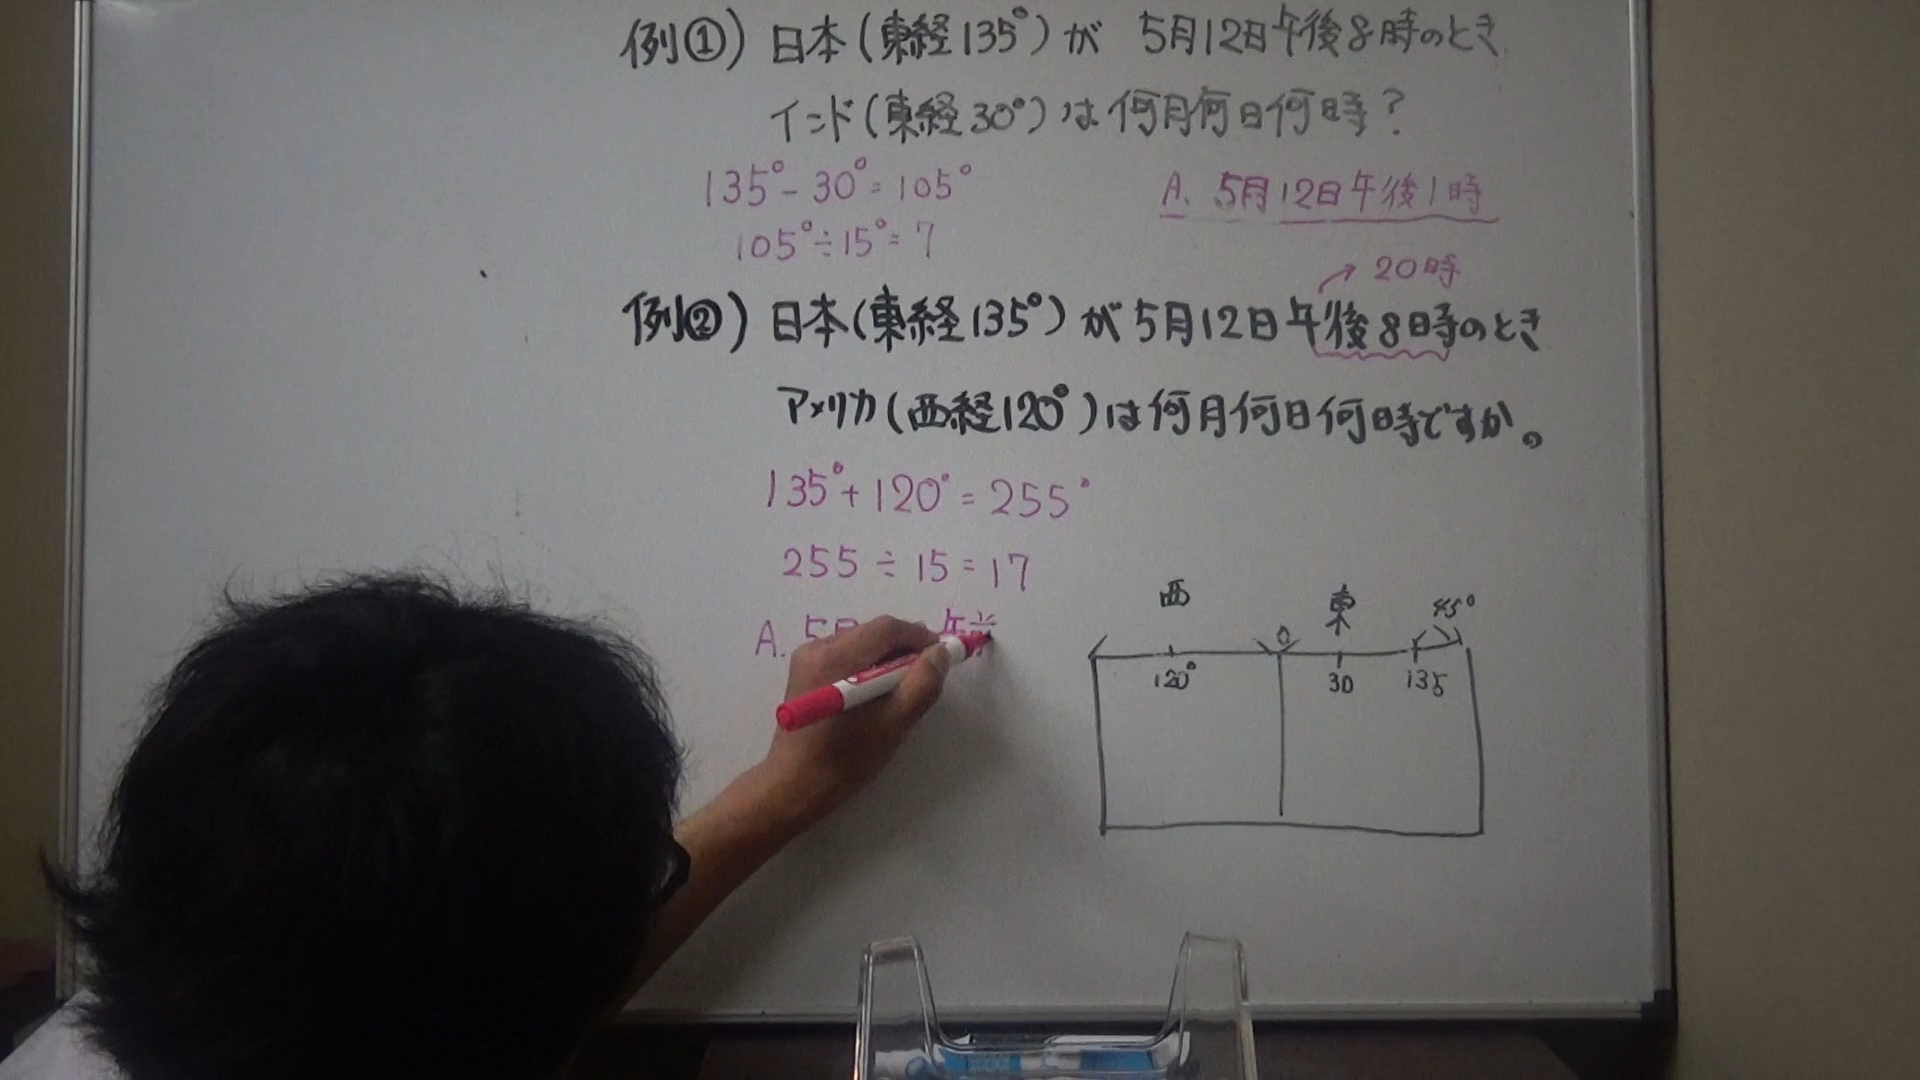 例①) 日本(東経135°)が 5月12日午後8時のとき
インド(東経30°)は何月何日何時?
135°-30°=105°
A. 5月12日午後1時
105°÷15°=7
→20時
例②) 日本(東経135°)が5月12日午後8時のとき
アメリカ(西経120°)は何月何日何時ですか。
135°+120°=255°
255÷15=17
A. 5月 午前
西 東 45°
0
120° 30 135